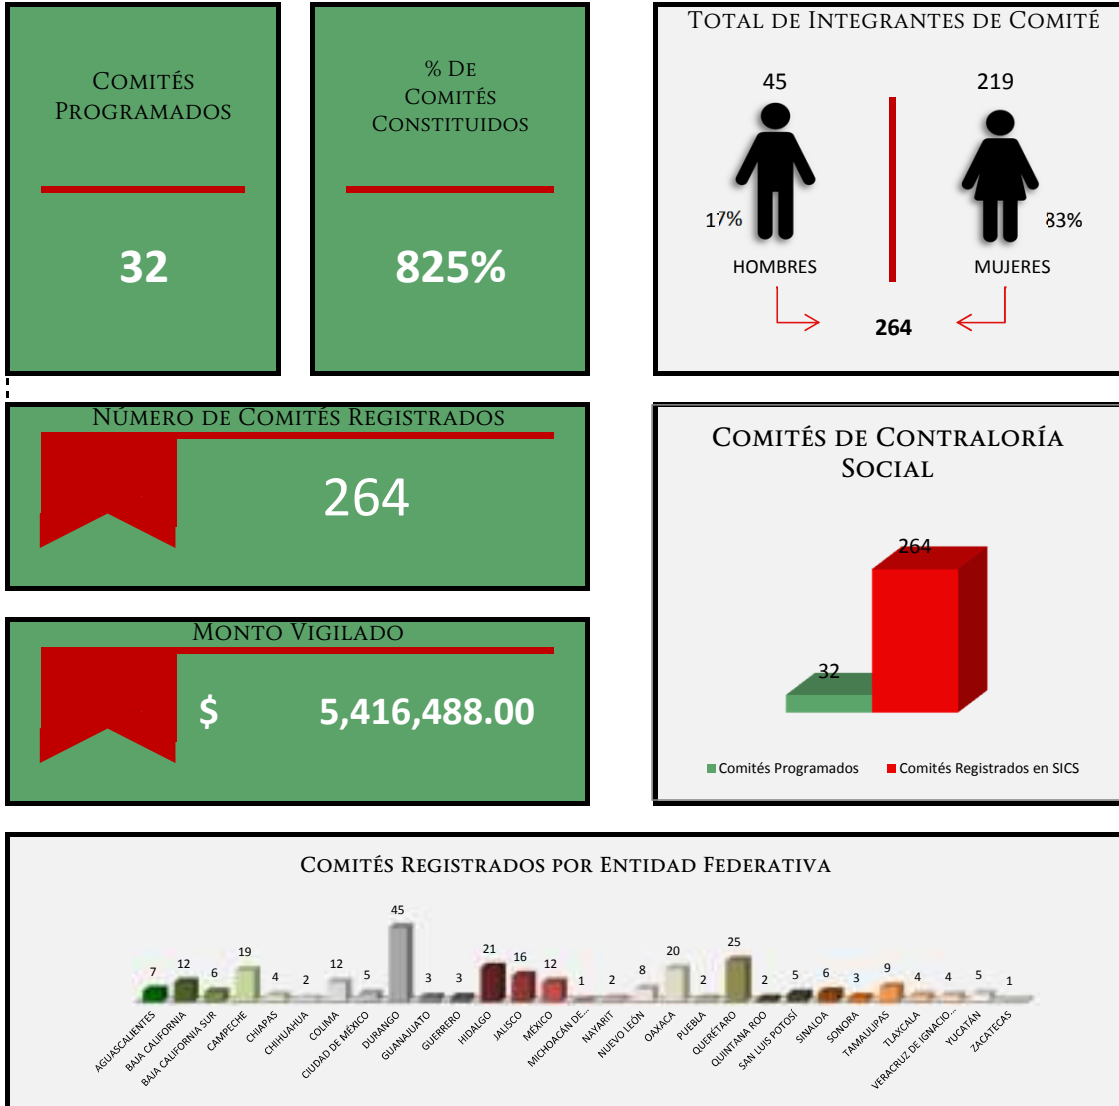 COMITÉS
PROGRAMADOS
32
% DE
COMITÉS
CONSTITUIDOS
825%
TOTAL DE INTEGRANTES DE COMITÉ
45 219
17% 83%
HOMBRES MUJERES
264
NÚMERO DE COMITÉS REGISTRADOS
264
MONTO VIGILADO
$ 5,416,488.00
COMITÉS DE CONTRALORÍA
SOCIAL
264
32
Comités Programados Comités Registrados en SICS
COMITÉS REGISTRADOS POR ENTIDAD FEDERATIVA
7 12 6 19 4 2 12 5 45 3 3 21 16 12 1 2 8 20 2 25 2 5 6 3 9 4 4 5 1
AGUASCALIENTES
BAJA CALIFORNIA
BAJA CALIFORNIA SUR
CAMPECHE
CHIAPAS
CHIHUAHUA
COLIMA
CIUDAD DE MÉXICO
DURANGO
GUANAJUATO
GUERRERO
HIDALGO
JALISCO
MÉXICO
MICHOACÁN DE...
NAYARIT
NUEVO LEÓN
OAXACA
PUEBLA
QUERÉTARO
QUINTANA ROO
SAN LUIS POTOSÍ
SINALOA
SONORA
TAMAULIPAS
TLAXCALA
VERACRUZ DE IGNACIO...
YUCATÁN
ZACATECAS